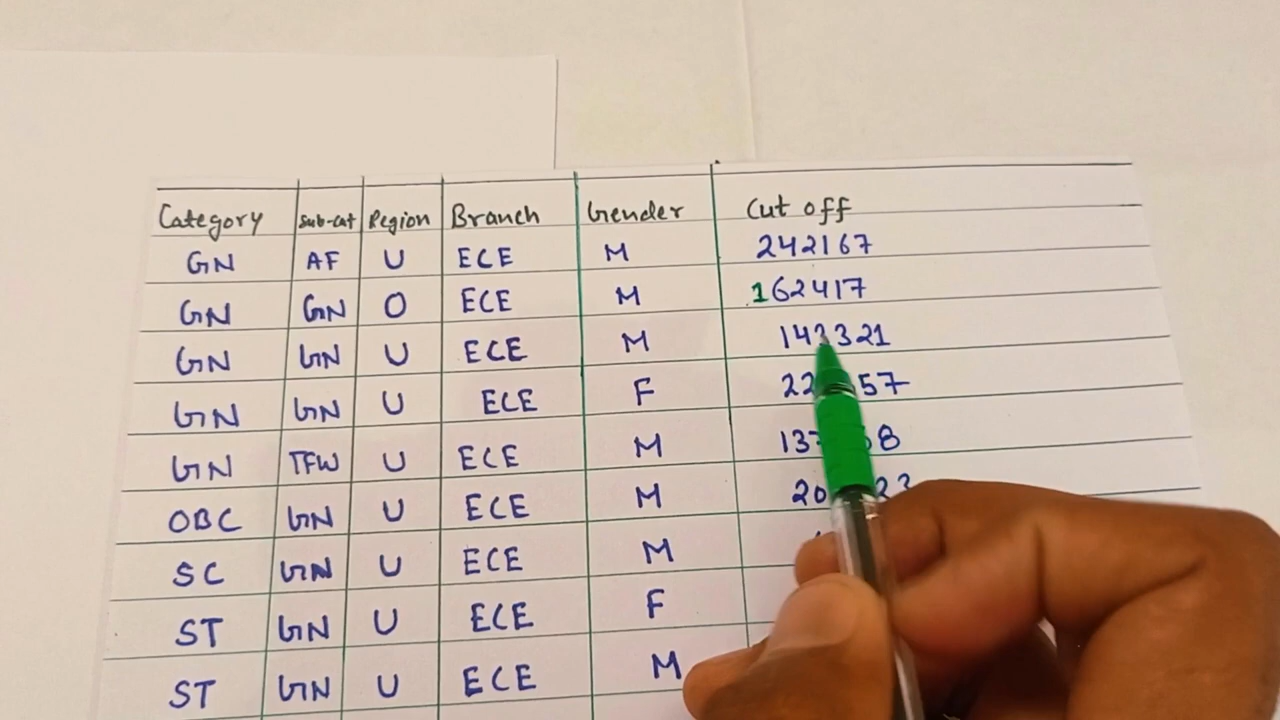 Category Sub-cat Region Branch Gender Cut off
GN AF U ECE M 242167
GN GN O ECE M 162417
GN GN U ECE M 143321
GN GN U ECE F
GN TFW U ECE M
OBC GN U ECE M
SC GN U ECE M
ST GN U ECE F
ST GN U ECE M